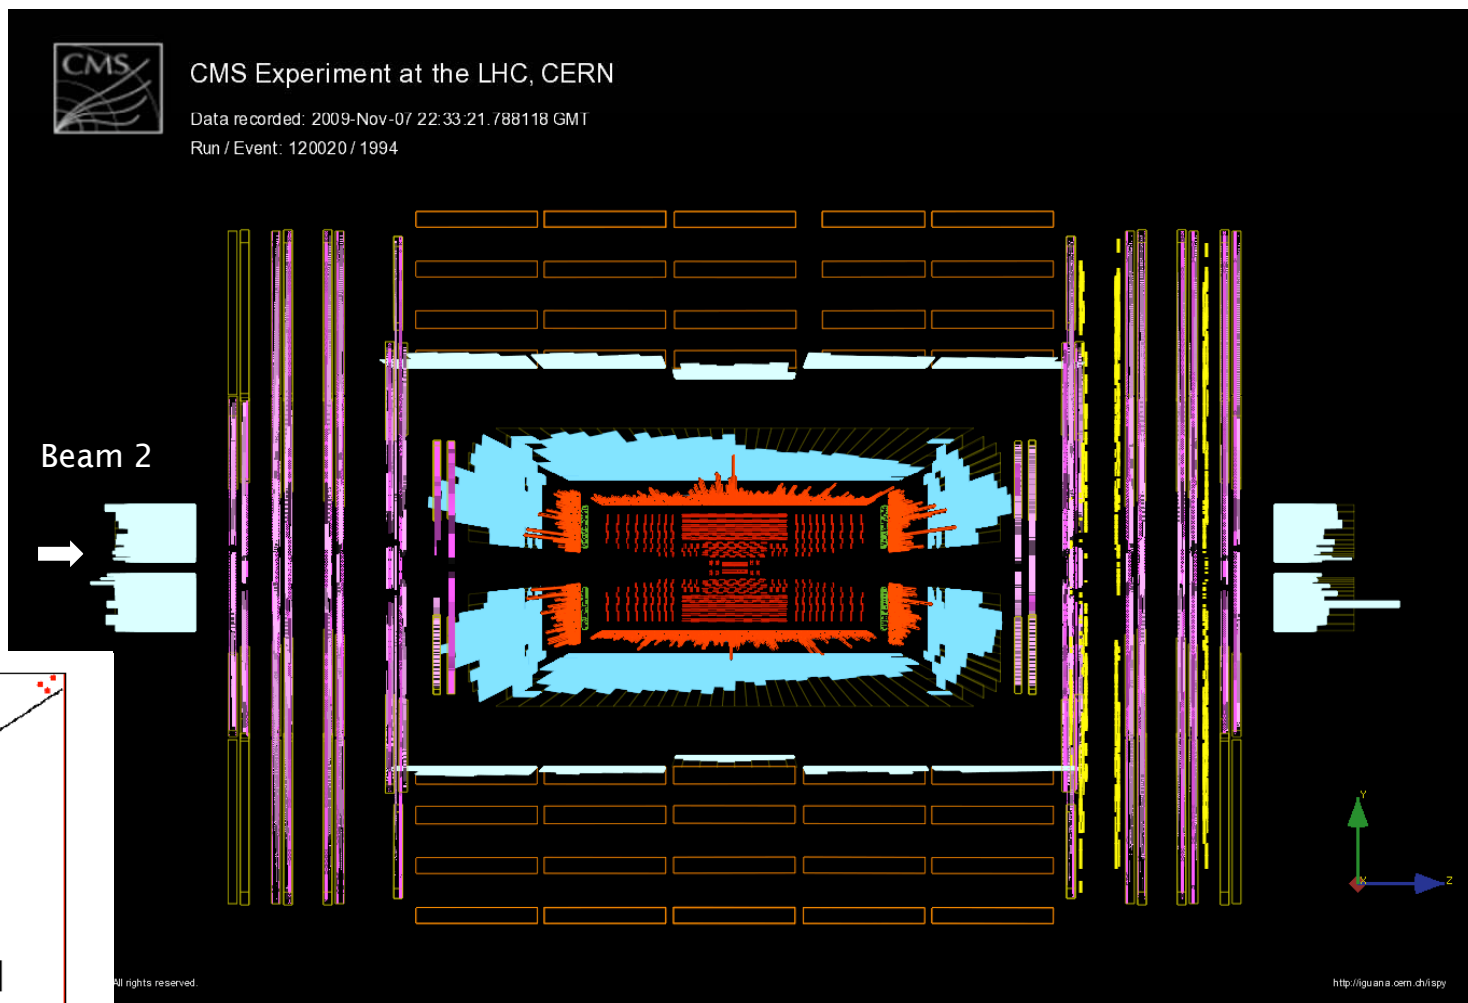 CMS
CMS Experiment at the LHC, CERN
Data recorded: 2009-Nov-07 22:33:21.788118 GMT
Run / Event: 120020 / 1994
Beam 2
Y
X
Z
All rights reserved.
http://iguana.cern.ch/ispy